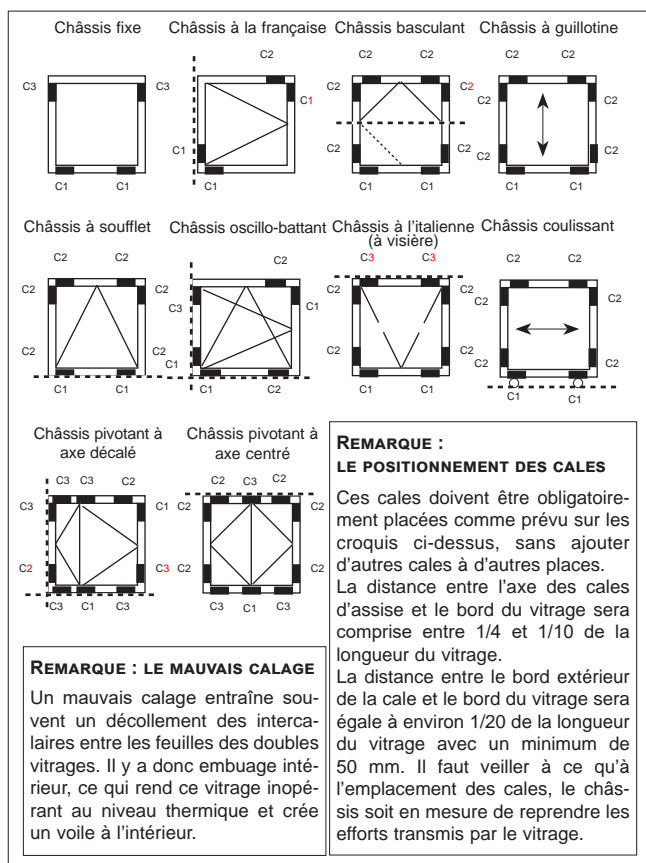 Châssis fixe
Châssis à la française
Châssis basculant
Châssis à guillotine
C2
C2 C2
C2 C2
C3 C3
C1
C2 C2
C2 C2
C1
C2 C2
C2 C2
C1 C1
C1
C1 C1
C1 C1
Châssis à soufflet
Châssis oscillo-battant
Châssis à l'italienne
(à visière)
Châssis coulissant
C2 C2
C2
C3 C3
C2 C2
C2 C2
C3 C1
C2 C2
C2 C2
C2 C2
C1
C2 C2
C2 C2
C1 C1
C1 C2
C1 C1
C1 C1
Châssis pivotant à
axe décalé
Châssis pivotant à
axe centré
C3 C3 C2
C2 C3 C2
C3 C1
C2 C2
C2 C3
C2 C2
C3 C1 C3
C3 C1 C3
REMARQUE :
LE POSITIONNEMENT DES CALES
Ces cales doivent être obligatoire-
ment placées comme prévu sur les
croquis ci-dessus, sans ajouter
d'autres cales à d'autres places.
La distance entre l'axe des cales
d'assise et le bord du vitrage sera
comprise entre 1/4 et 1/10 de la
longueur du vitrage.
La distance entre le bord extérieur
de la cale et le bord du vitrage sera
égale à environ 1/20 de la longueur
du vitrage avec un minimum de
50 mm. Il faut veiller à ce qu'à
l'emplacement des cales, le châs-
sis soit en mesure de reprendre les
efforts transmis par le vitrage.
REMARQUE : LE MAUVAIS CALAGE
Un mauvais calage entraîne sou-
vent un décollement des interca-
laires entre les feuilles des doubles
vitrages. Il y a donc embuage inté-
rieur, ce qui rend ce vitrage inopé-
rant au niveau thermique et crée
un voile à l'intérieur.